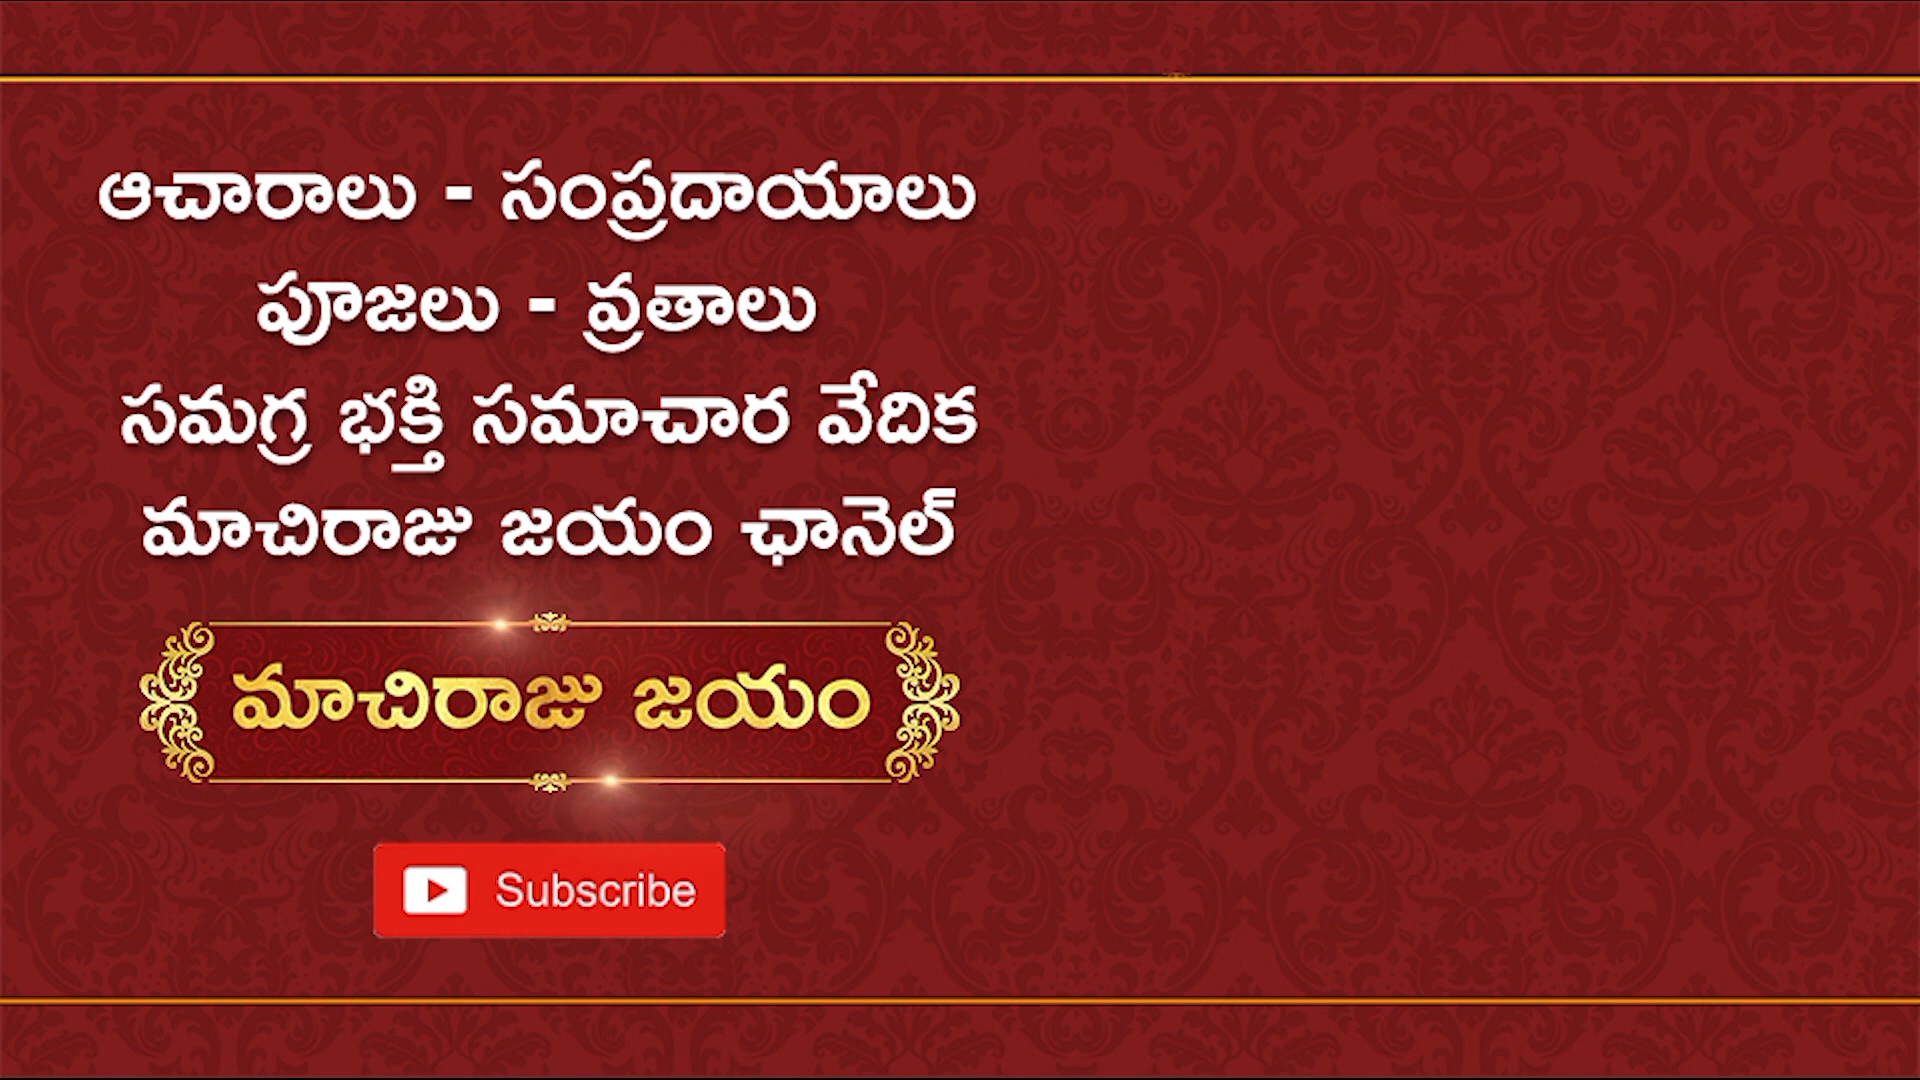 ఆచారాలు - సంప్రదాయాలు
పూజలు - వ్రతాలు
సమగ్ర భక్తి సమాచార వేదిక
మాచిరాజు జయం ఛానెల్
మాచిరాజు జయం
Subscribe